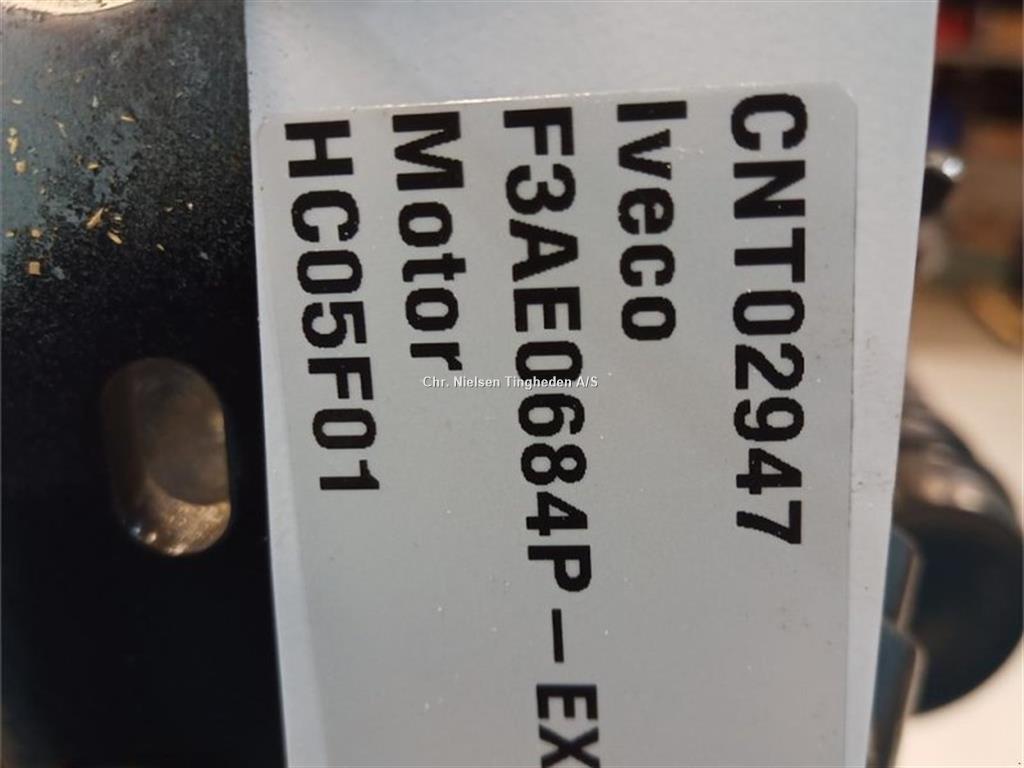 CNT02947
Iveco
F3AE0684P-EX
Motor
HC05F01
Chr. Nielsen Tingheden A/S